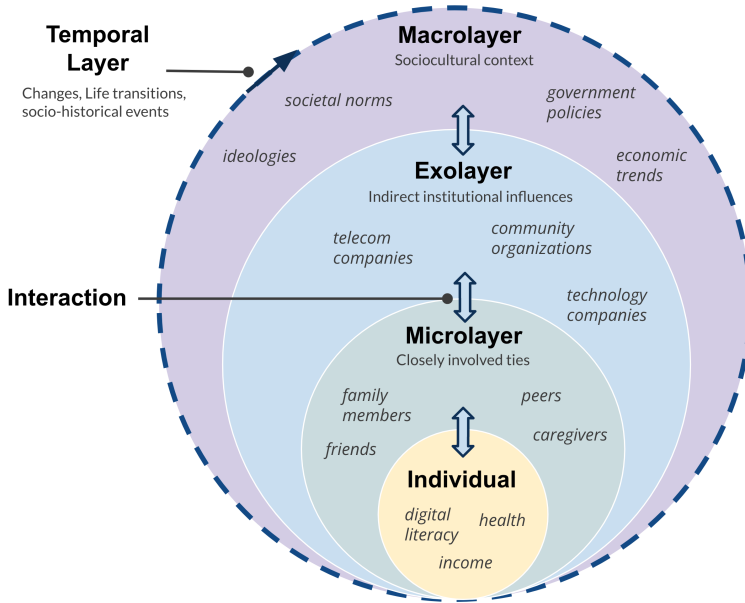 Temporal
Layer
Changes, Life transitions,
socio-historical events
Macrolayer
Sociocultural context
societal norms
government
policies
ideologies
economic
trends
Exolayer
Indirect institutional influences
telecom
companies
community
organizations
technology
companies
Interaction
Microlayer
Closely involved ties
family
members
peers
friends
caregivers
Individual
digital
literacy
health
income